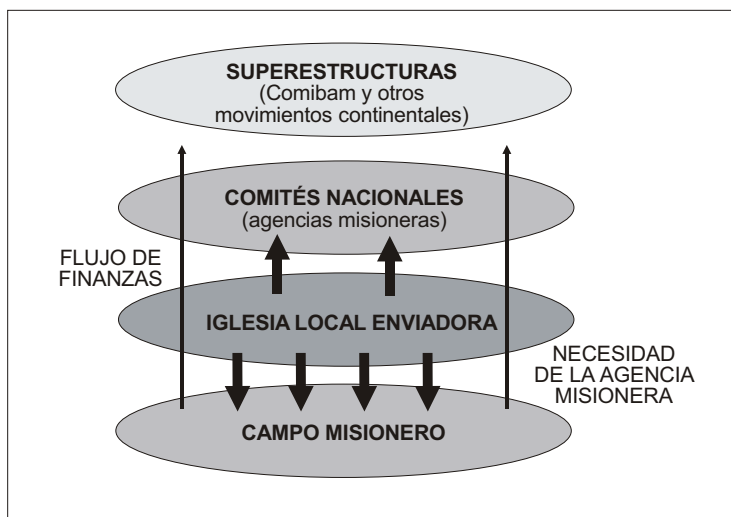 SUPERESTRUCTURAS
(Comibam y otros
movimientos continentales)
COMITÉS NACIONALES
(agencias misioneras)
FLUJO DE
FINANZAS
IGLESIA LOCAL ENVIADORA
NECESIDAD
DE LA AGENCIA
MISIONERA
CAMPO MISIONERO